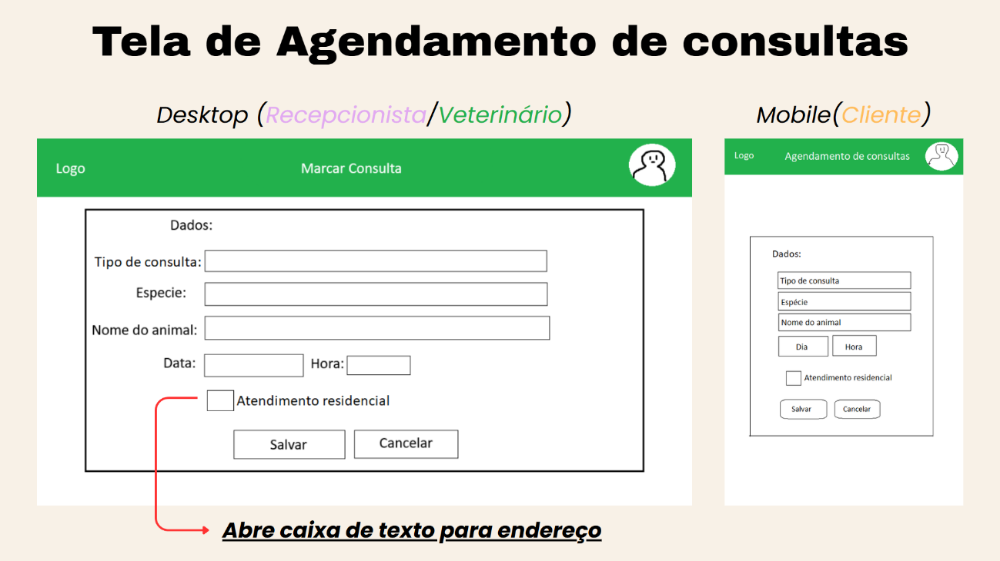 Tela de Agendamento de consultas
Desktop (Recepcionista/Veterinário)
Logo
Marcar Consulta
Dados:
Tipo de consulta:
Especie:
Nome do animal:
Data:
Hora:
Atendimento residencial
Salvar
Cancelar
Abre caixa de texto para endereço
Mobile(Cliente)
Logo
Agendamento de consultas
Dados:
Tipo de consulta
Espécie
Nome do animal
Dia
Hora
Atendimento residencial
Salvar
Cancelar